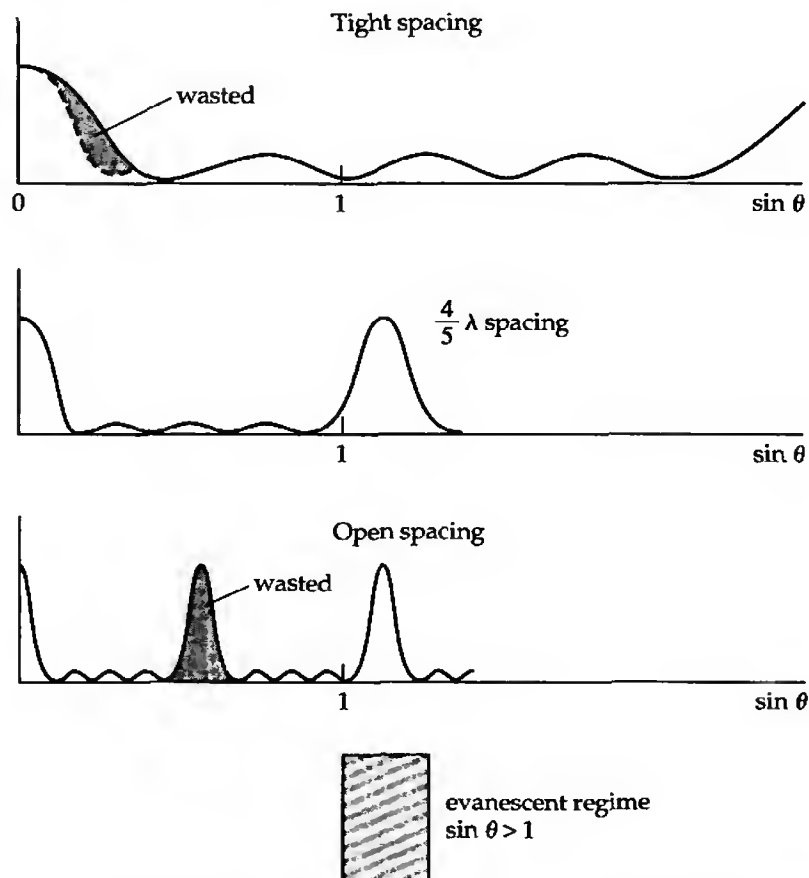 Tight spacing
wasted
0 1 sin θ
4/5 λ spacing
1 sin θ
Open spacing
wasted
1 sin θ
evanescent regime
sin θ > 1